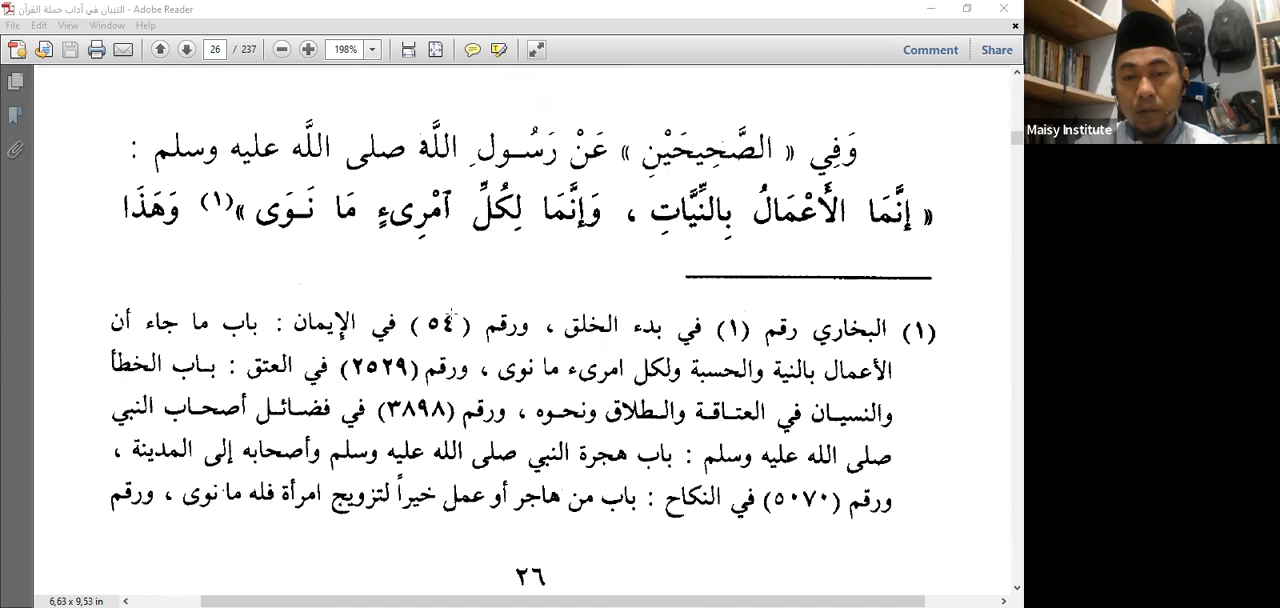 التبيان في آداب حملة القرآن - Adobe Reader
File Edit View Window Help
26 / 237
198%
Comment Share
Maisy Institute
وَفِي « الصَّحِيحَيْنِ » عَنْ رَسُولِ اللَّهِ صلى اللَّه عليه وسلم :
« إِنَّمَا الأَعْمَالُ بِالنِّيَّاتِ ، وَإِنَّمَا لِكُلِّ ٱمْرِىءٍ مَا نَوَى »(١) وَهَذَا
(١) البخاري رقم (١) في بدء الخلق ، ورقم (٥٤) في الإيمان : باب ما جاء أن
الأعمال بالنية والحسبة ولكل امرىء ما نوى ، ورقم (٢٥٢٩) في العتق : باب الخطأ
والنسيان في العتاقة والطلاق ونحوه ، ورقم (٣٨٩٨) في فضائل أصحاب النبي
صلى الله عليه وسلم : باب هجرة النبي صلى الله عليه وسلم وأصحابه إلى المدينة ،
ورقم (٥٠٧٠) في النكاح : باب من هاجر أو عمل خيراً لتزويج امرأة فله ما نوى ، ورقم
٢٦
6,63 x 9,53 in